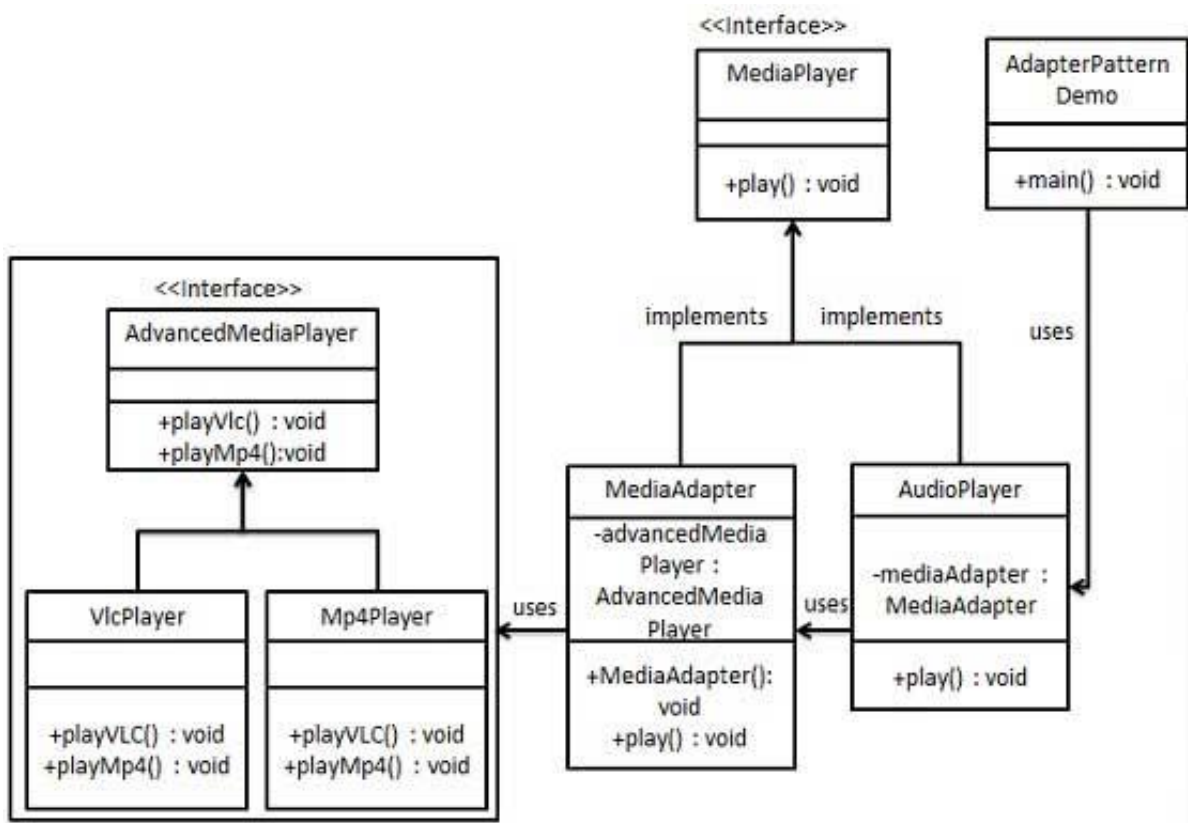 <<Interface>>
MediaPlayer
+play() : void
AdapterPattern
Demo
+main() : void
implements
implements
uses
<<Interface>>
AdvancedMediaPlayer
+playVlc() : void
+playMp4():void
VlcPlayer
+playVLC() : void
+playMp4() : void
Mp4Player
+playVLC() : void
+playMp4() : void
uses
MediaAdapter
-advancedMedia
Player :
AdvancedMedia
Player
+MediaAdapter():
void
+play() : void
uses
AudioPlayer
-mediaAdapter :
MediaAdapter
+play() : void